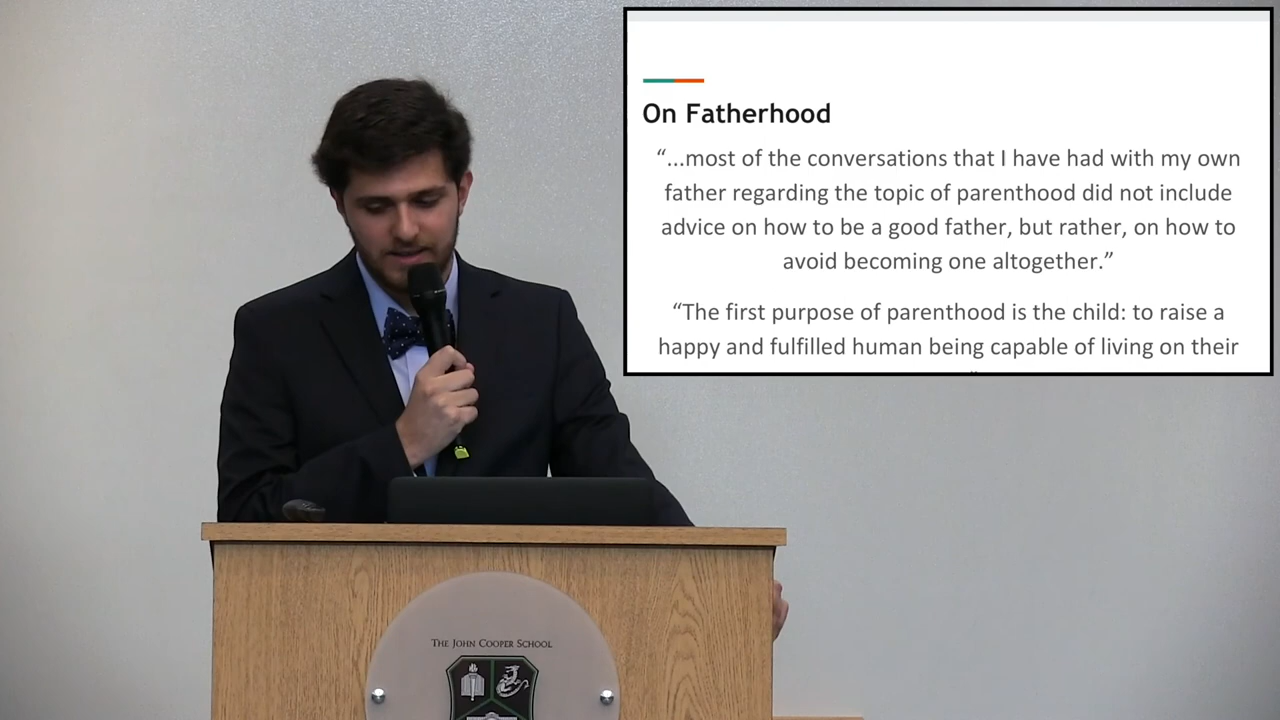 On Fatherhood
“...most of the conversations that I have had with my own
father regarding the topic of parenthood did not include
advice on how to be a good father, but rather, on how to
avoid becoming one altogether.”
“The first purpose of parenthood is the child: to raise a
happy and fulfilled human being capable of living on their
THE JOHN COOPER SCHOOL